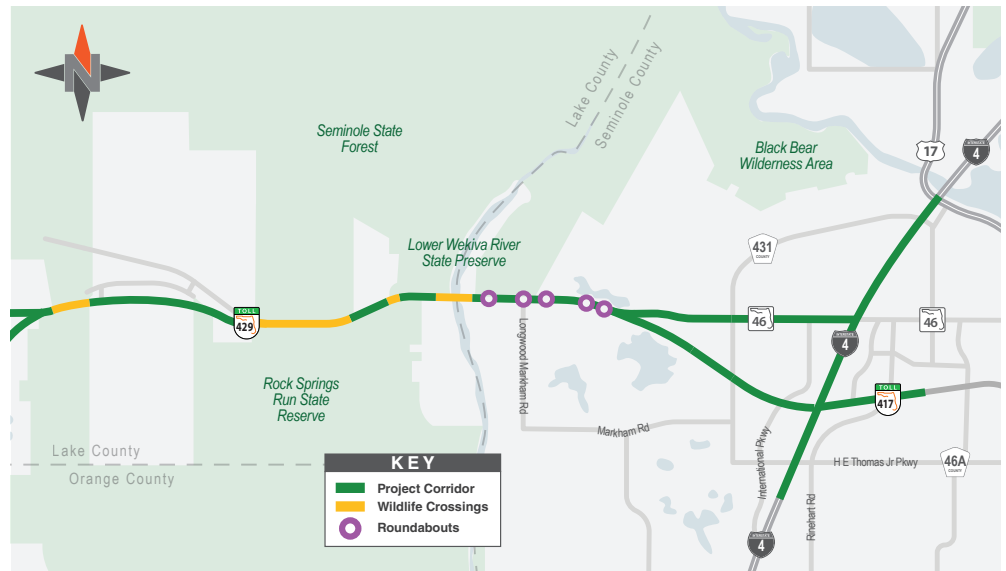 N
Lake County
Seminole County
Seminole State
Forest
Black Bear
Wilderness Area
17
INTERSTATE
4
Lower Wekiva River
State Preserve
431
COUNTY
TOLL
429
46
46
INTERSTATE
4
Longwood Markham Rd
Rock Springs
Run State
Reserve
TOLL
417
Markham Rd
International Pkwy
H E Thomas Jr Pkwy
46A
COUNTY
Rinehart Rd
Lake County
Orange County
KEY
Project Corridor
Wildlife Crossings
Roundabouts
INTERSTATE
4